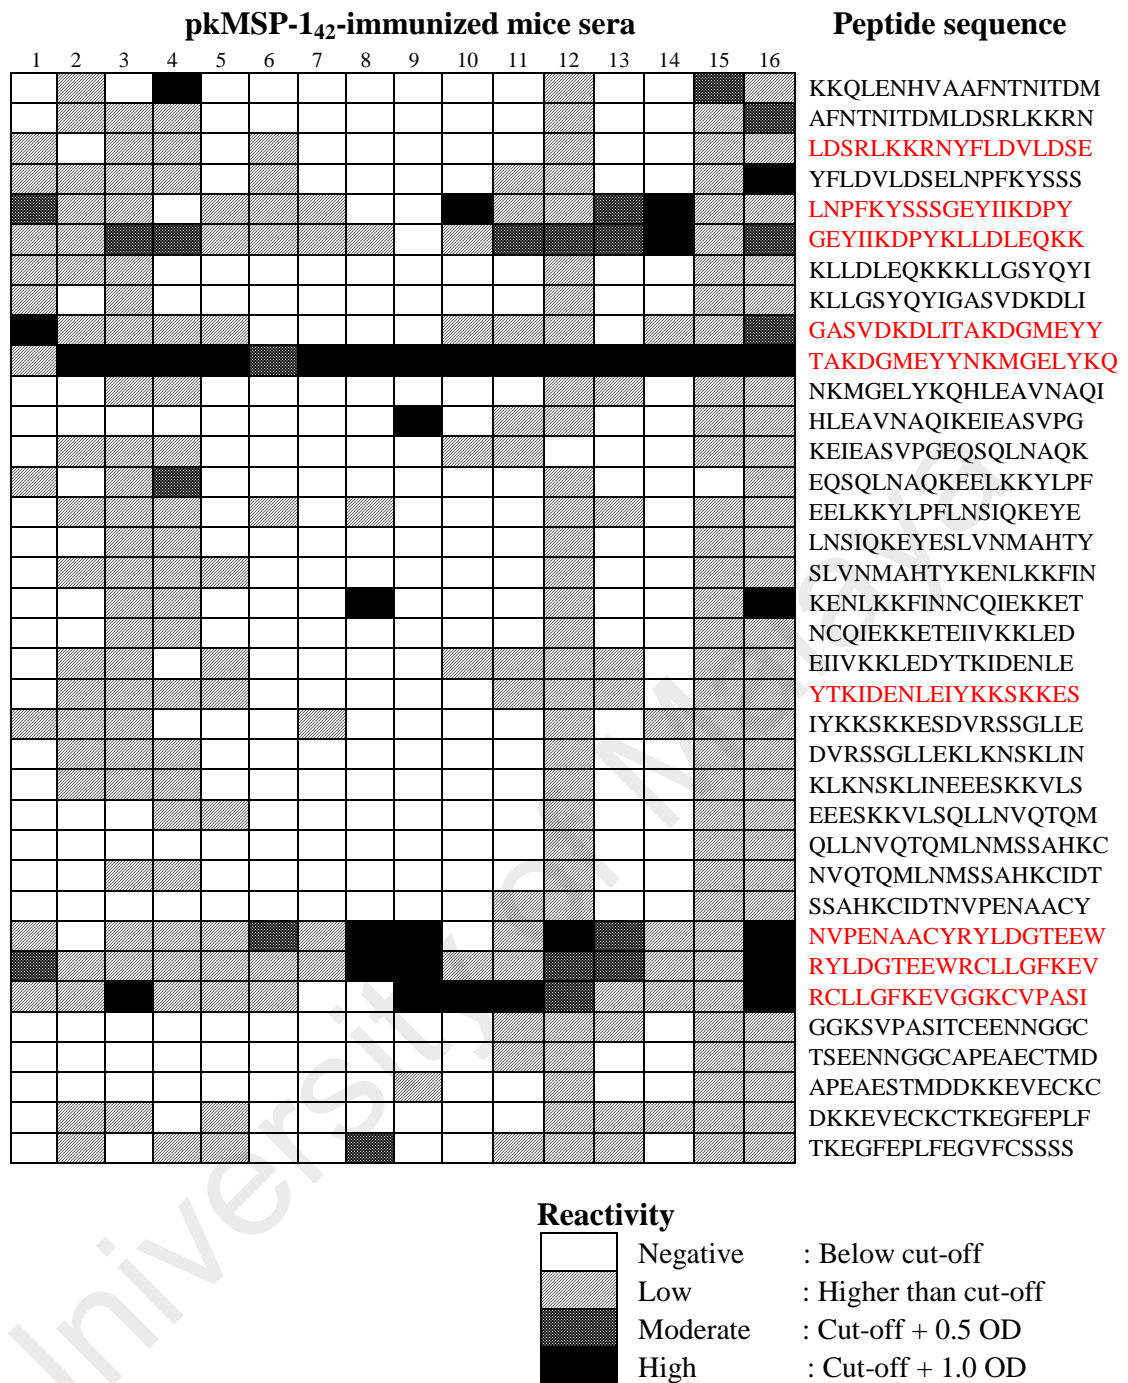 pkMSP-1₄₂-immunized mice sera Peptide sequence
1 2 3 4 5 6 7 8 9 10 11 12 13 14 15 16
KKQLENHVAAFNTNITDM
AFNTNITDMLDSRLKKRN
LDSRLKKRNYFLDVLDSE
YFLDVLDSELNPFKYSSS
LNPFKYSSSGEYIIKDPY
GEYIIKDPYKLLDLEQKK
KLLDLEQKKKLLGSYQYI
KLLGSYQYIGASVDKDLI
GASVDKDLITAKDGMEYY
TAKDGMEYYNKMGELYKQ
NKMGELYKQHLEAVNAQI
HLEAVNAQIKEIEASVPG
KEIEASVPGEQSQLNAQK
EQSQLNAQKEELKKYLPF
EELKKYLPFLNSIQKEYE
LNSIQKEYESLVNMAHTY
SLVNMAHTYKENLKKFIN
KENLKKFINNCQIEKKET
NCQIEKKETEIIVKKLED
EIIVKKLEDYTKIDENLE
YTKIDENLEIYKKSKKES
IYKKSKKESDVRSSGLLE
DVRSSGLLEKLKNSKLIN
KLKNSKLINEEESKKVLS
EEESKKVLSQLLNVQTQM
QLLNVQTQMLNMSSAHKC
NVQTQMLNMSSAHKCIDT
SSAHKCIDTNVPENAACY
NVPENAACYRYLDGTEEW
RYLDGTEEWRCLLGFKEV
RCLLGFKEVGGKCVPASI
GGKSVPASITCEENNGGC
TSEENNGGCAPEAECTMD
APEAESTMDDKKEVECKC
DKKEVECKCTKEGFEPLF
TKEGFEPLFEGVFCSSSS
Reactivity
Negative : Below cut-off
Low : Higher than cut-off
Moderate : Cut-off + 0.5 OD
High : Cut-off + 1.0 OD
University of Malaya